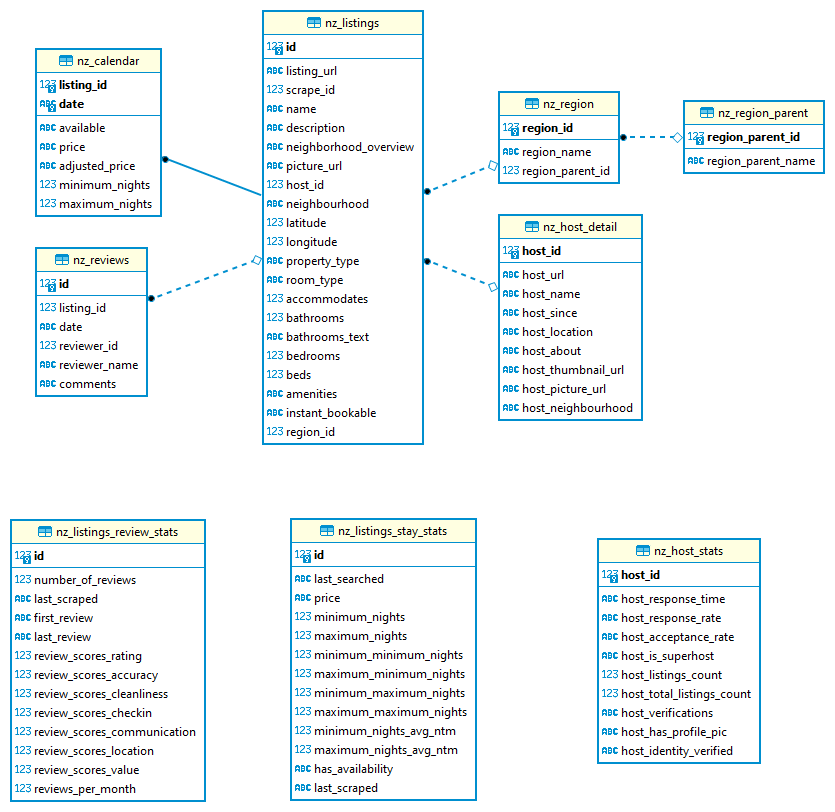 nz_calendar
123 listing_id
ABC date
ABC available
ABC price
ABC adjusted_price
123 minimum_nights
123 maximum_nights
nz_reviews
123 id
123 listing_id
ABC date
123 reviewer_id
ABC reviewer_name
ABC comments
nz_listings
123 id
ABC listing_url
123 scrape_id
ABC name
ABC description
ABC neighborhood_overview
ABC picture_url
123 host_id
ABC neighbourhood
123 latitude
123 longitude
ABC property_type
ABC room_type
123 accommodates
123 bathrooms
ABC bathrooms_text
123 bedrooms
123 beds
ABC amenities
ABC instant_bookable
123 region_id
nz_region
123 region_id
ABC region_name
123 region_parent_id
nz_region_parent
123 region_parent_id
ABC region_parent_name
nz_host_detail
123 host_id
ABC host_url
ABC host_name
ABC host_since
ABC host_location
ABC host_about
ABC host_thumbnail_url
ABC host_picture_url
ABC host_neighbourhood
nz_listings_review_stats
123 id
123 number_of_reviews
ABC last_scraped
ABC first_review
ABC last_review
123 review_scores_rating
123 review_scores_accuracy
123 review_scores_cleanliness
123 review_scores_checkin
123 review_scores_communication
123 review_scores_location
123 review_scores_value
123 reviews_per_month
nz_listings_stay_stats
123 id
ABC last_searched
ABC price
123 minimum_nights
123 maximum_nights
123 minimum_minimum_nights
123 maximum_minimum_nights
123 minimum_maximum_nights
123 maximum_maximum_nights
123 minimum_nights_avg_ntm
123 maximum_nights_avg_ntm
ABC has_availability
ABC last_scraped
nz_host_stats
123 host_id
ABC host_response_time
ABC host_response_rate
ABC host_acceptance_rate
ABC host_is_superhost
123 host_listings_count
123 host_total_listings_count
ABC host_verifications
ABC host_has_profile_pic
ABC host_identity_verified